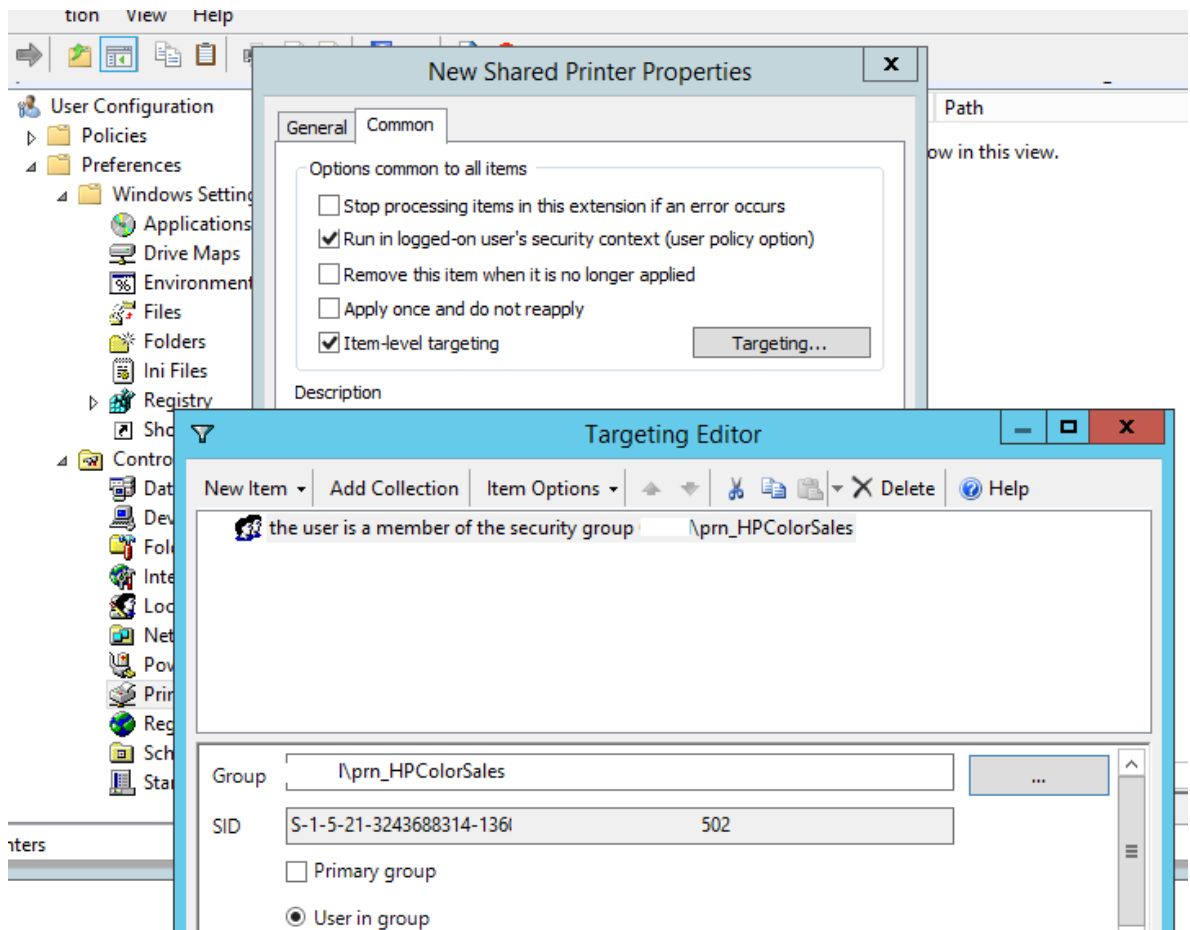 tion View Help
New Shared Printer Properties
x
User Configuration
Policies
Preferences
Windows Setting
Applications
Drive Maps
Environment
Files
Folders
Ini Files
Registry
Sho
Contro
Dat
Dev
Fold
Inte
Loc
Net
Pov
Prin
Reg
Sch
Star
nters
Path
ow in this view.
General Common
Options common to all items
Stop processing items in this extension if an error occurs
Run in logged-on user's security context (user policy option)
Remove this item when it is no longer applied
Apply once and do not reapply
Item-level targeting
Targeting...
Description
Targeting Editor
x
New Item Add Collection Item Options Delete Help
the user is a member of the security group \prn_HPColorSales
Group \prn_HPColorSales ...
SID S-1-5-21-3243688314-136 502
Primary group
User in group